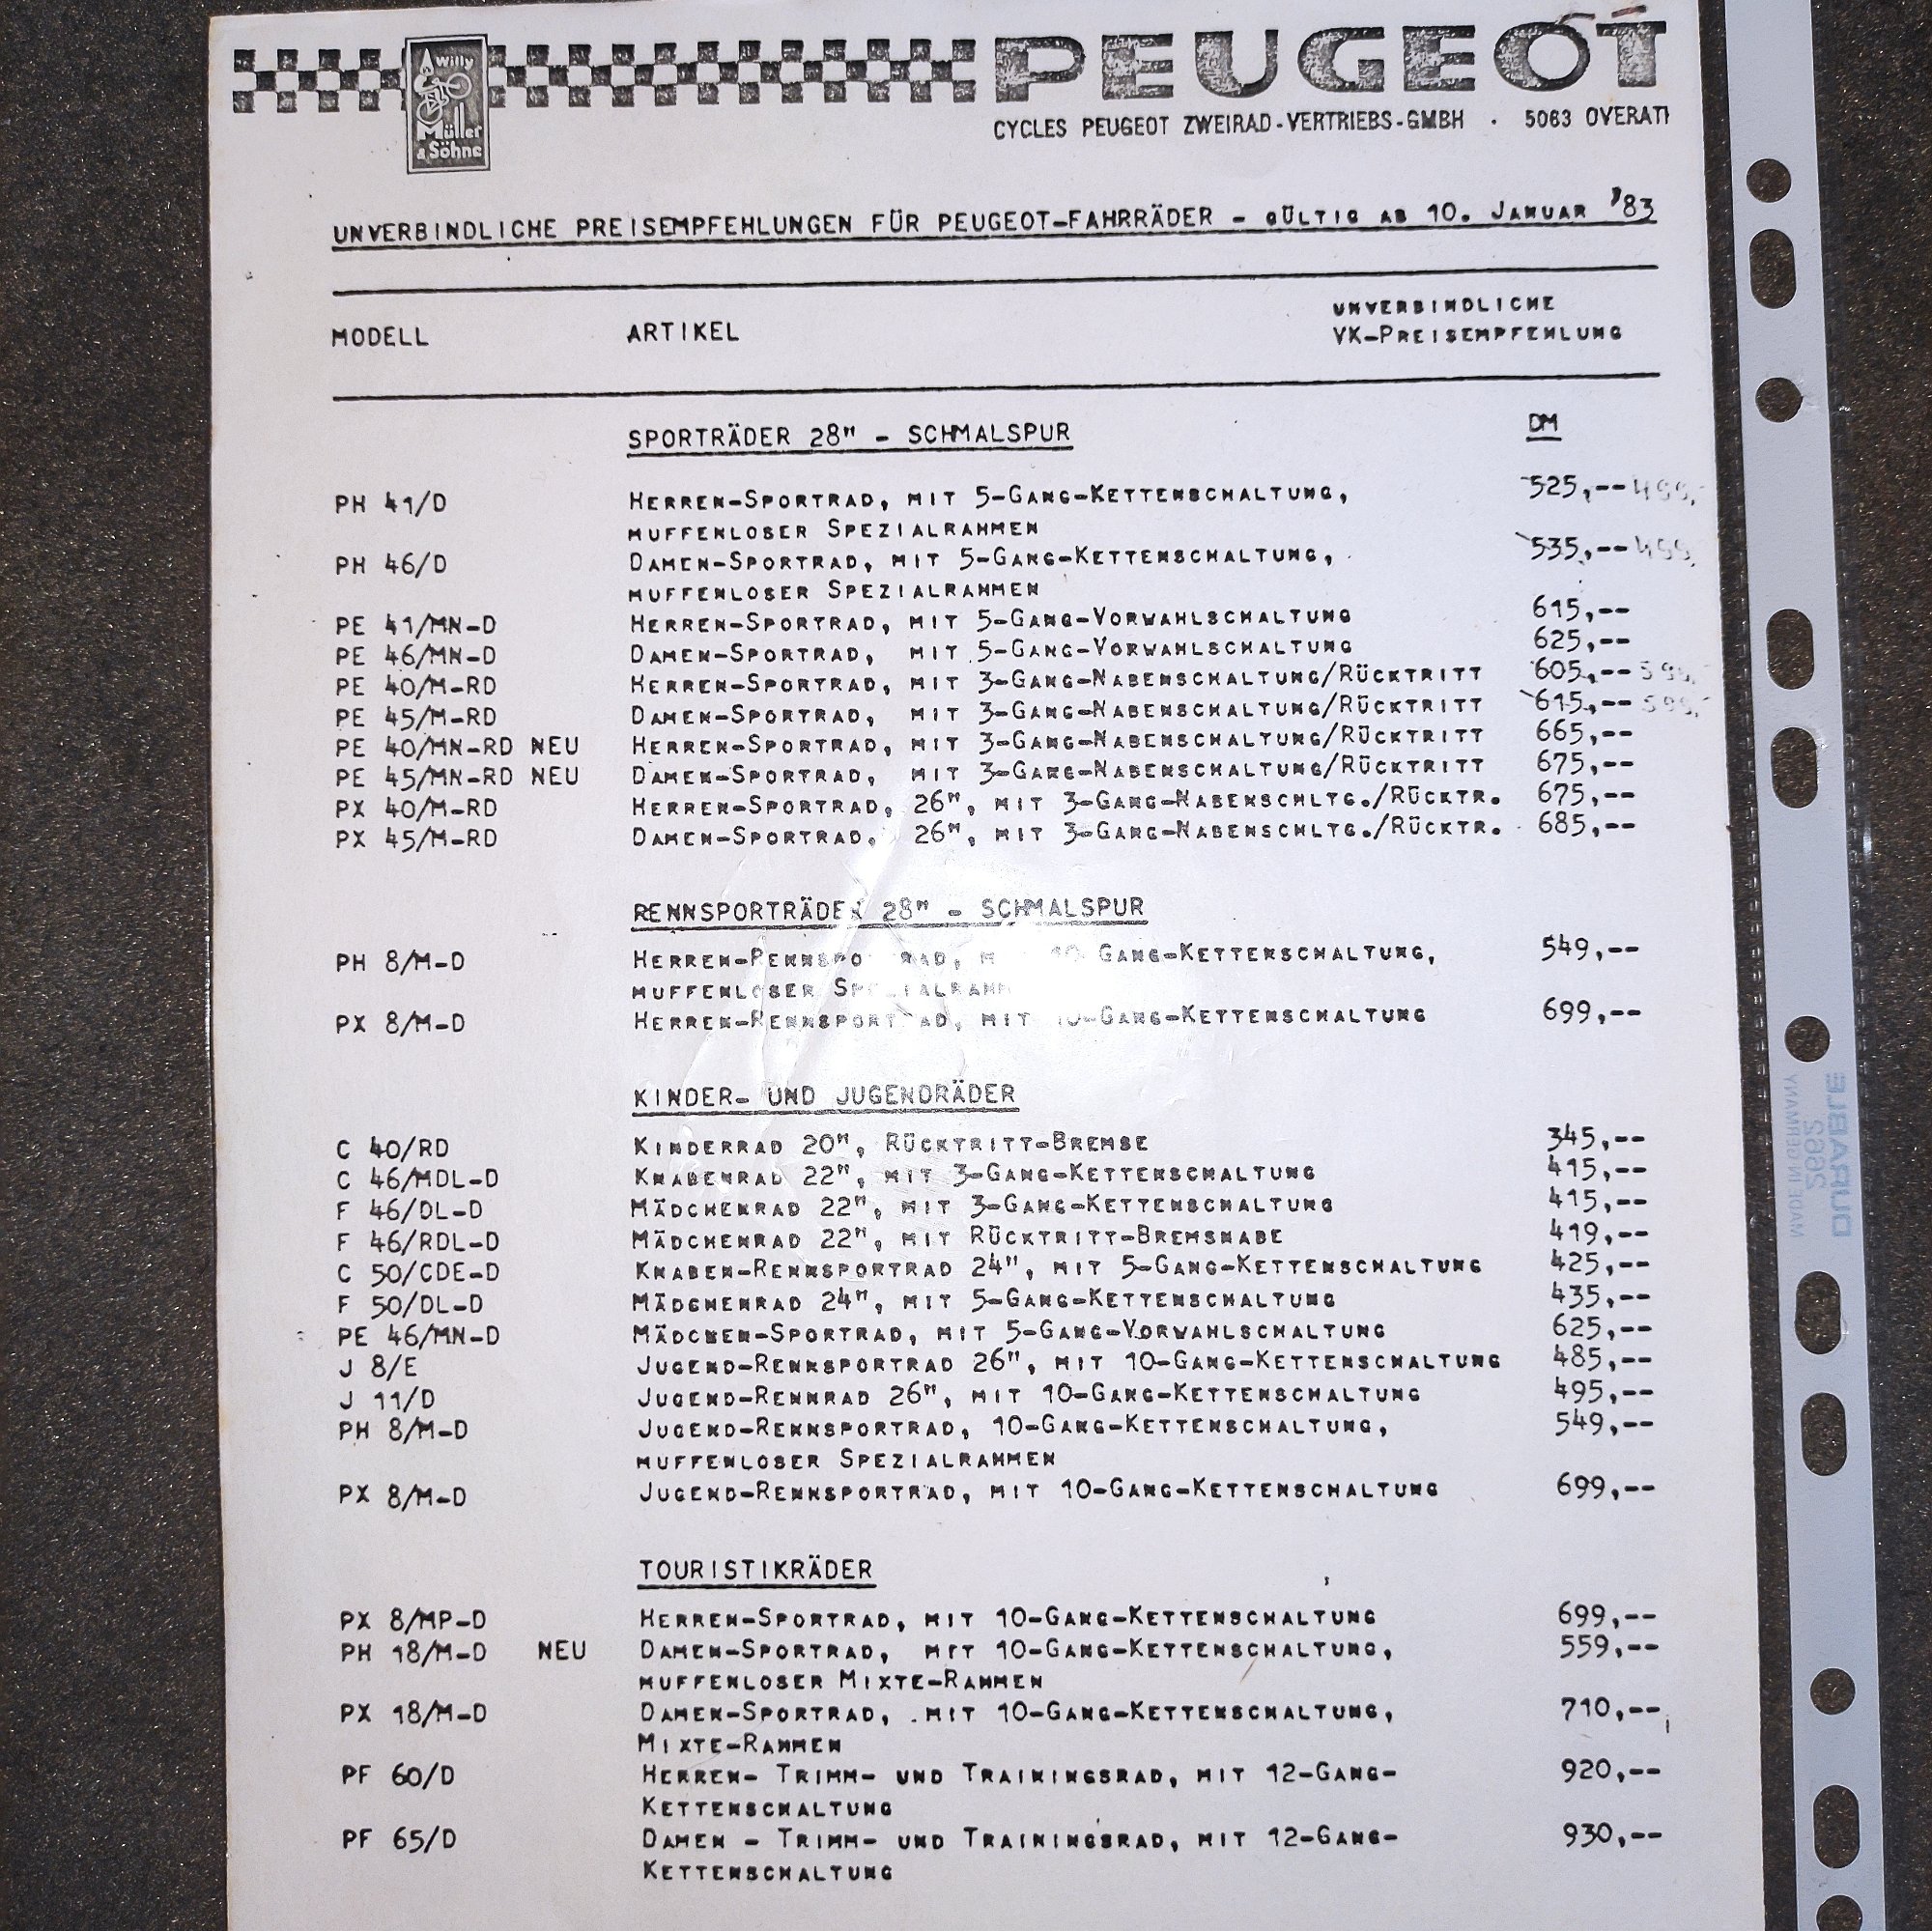 Willy
Müller
& Söhne
PEUGEOT
CYCLES PEUGEOT ZWEIRAD-VERTRIEBS-GMBH · 5063 OVERATH
UNVERBINDLICHE PREISEMPFEHLUNGEN FÜR PEUGEOT-FAHRRÄDER - GÜLTIG AB 10. JANUAR '83
UNVERBINDLICHE
MODELL ARTIKEL VK-PREISEMPFEHLUNG
SPORTRÄDER 28" - SCHMALSPUR DM
PH 41/D HERREN-SPORTRAD, MIT 5-GANG-KETTENSCHALTUNG, 525,-- 499,-
MUFFENLOSER SPEZIALRAHMEN
PH 46/D DAMEN-SPORTRAD, MIT 5-GANG-KETTENSCHALTUNG, 535,-- 499,
MUFFENLOSER SPEZIALRAHMEN
PE 41/MN-D HERREN-SPORTRAD, MIT 5-GANG-VORWAHLSCHALTUNG 615,--
PE 46/MN-D DAMEN-SPORTRAD, MIT 5-GANG-VORWAHLSCHALTUNG 625,--
PE 40/M-RD HERREN-SPORTRAD, MIT 3-GANG-NABENSCHALTUNG/RÜCKTRITT 605,--
PE 45/M-RD DAMEN-SPORTRAD, MIT 3-GANG-NABENSCHALTUNG/RÜCKTRITT 615,--
PE 40/MN-RD NEU HERREN-SPORTRAD, MIT 3-GANG-NABENSCHALTUNG/RÜCKTRITT 665,--
PE 45/MN-RD NEU DAMEN-SPORTRAD, MIT 3-GANG-NABENSCHALTUNG/RÜCKTRITT 675,--
PX 40/M-RD HERREN-SPORTRAD, 26", MIT 3-GANG-NABENSCHLTG./RÜCKTR. 675,--
PX 45/M-RD DAMEN-SPORTRAD, 26", MIT 3-GANG-NABENSCHLTG./RÜCKTR. 685,--
RENNSPORTRÄDER 28" - SCHMALSPUR
PH 8/M-D HERREN-RENNSPORTRAD, MIT 10-GANG-KETTENSCHALTUNG, 549,--
MUFFENLOSER SPEZIALRAHMEN
PX 8/M-D HERREN-RENNSPORTRAD, MIT 10-GANG-KETTENSCHALTUNG 699,--
KINDER- UND JUGENDRÄDER
C 40/RD KINDERRAD 20", RÜCKTRITT-BREMSE 345,--
C 46/MDL-D KNABENRAD 22", MIT 3-GANG-KETTENSCHALTUNG 415,--
F 46/DL-D MÄDCHENRAD 22", MIT 3-GANG-KETTENSCHALTUNG 415,--
F 46/RDL-D MÄDCHENRAD 22", MIT RÜCKTRITT-BREMSNABE 419,--
C 50/CDE-D KNABEN-RENNSPORTRAD 24", MIT 5-GANG-KETTENSCHALTUNG 425,--
F 50/DL-D MÄDCHENRAD 24", MIT 5-GANG-KETTENSCHALTUNG 435,--
PE 46/MN-D MÄDCHEN-SPORTRAD, MIT 5-GANG-VORWAHLSCHALTUNG 625,--
J 8/E JUGEND-RENNSPORTRAD 26", MIT 10-GANG-KETTENSCHALTUNG 485,--
J 11/D JUGEND-RENNRAD 26", MIT 10-GANG-KETTENSCHALTUNG 495,--
PH 8/M-D JUGEND-RENNSPORTRAD, 10-GANG-KETTENSCHALTUNG, 549,--
MUFFENLOSER SPEZIALRAHMEN
PX 8/M-D JUGEND-RENNSPORTRAD, MIT 10-GANG-KETTENSCHALTUNG 699,--
TOURISTIKRÄDER
PX 8/MP-D HERREN-SPORTRAD, MIT 10-GANG-KETTENSCHALTUNG 699,--
PH 18/M-D NEU DAMEN-SPORTRAD, MIT 10-GANG-KETTENSCHALTUNG, 559,--
MUFFENLOSER MIXTE-RAHMEN
PX 18/M-D DAMEN-SPORTRAD, MIT 10-GANG-KETTENSCHALTUNG, 710,--
MIXTE-RAHMEN
PF 60/D HERREN- TRIMM- UND TRAININGSRAD, MIT 12-GANG- 920,--
KETTENSCHALTUNG
PF 65/D DAMEN - TRIMM- UND TRAININGSRAD, MIT 12-GANG- 930,--
KETTENSCHALTUNG
DURABLE
2662
MADE IN GERMANY